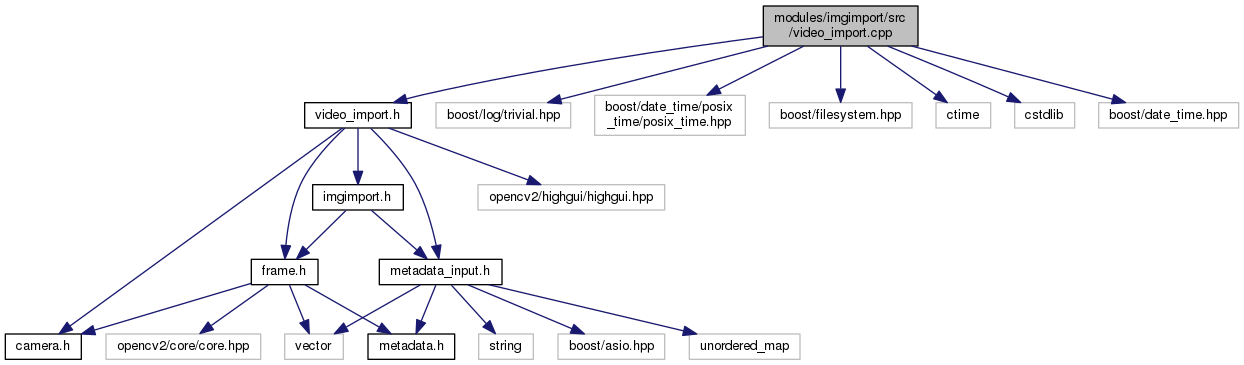 modules/imgimport/src
/video_import.cpp
video_import.h
boost/log/trivial.hpp
boost/date_time/posix
_time/posix_time.hpp
boost/filesystem.hpp
ctime
cstdlib
boost/date_time.hpp
imgimport.h
opencv2/highgui/highgui.hpp
frame.h
metadata_input.h
camera.h
opencv2/core/core.hpp
vector
metadata.h
string
boost/asio.hpp
unordered_map